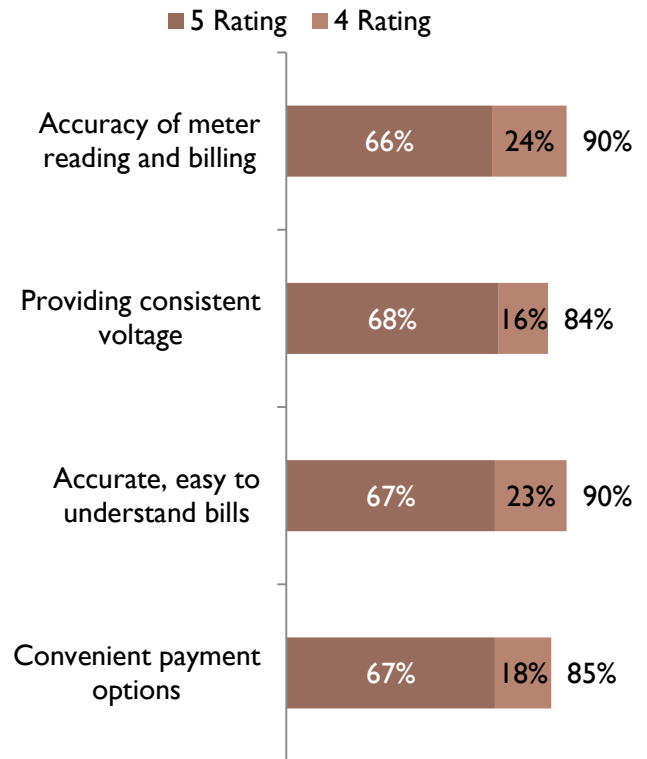 5 Rating 4 Rating
Accuracy of meter
reading and billing
66% 24% 90%
Providing consistent
voltage
68% 16% 84%
Accurate, easy to
understand bills
67% 23% 90%
Convenient payment
options
67% 18% 85%